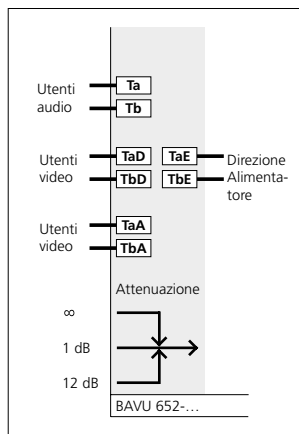 Utenti
audio
Ta
Tb
Utenti
video
TaD
TbD
TaE
TbE
Direzione
Alimenta-
tore
Utenti
video
TaA
TbA
Attenuazione
∞
1 dB
12 dB
BAVU 652-...